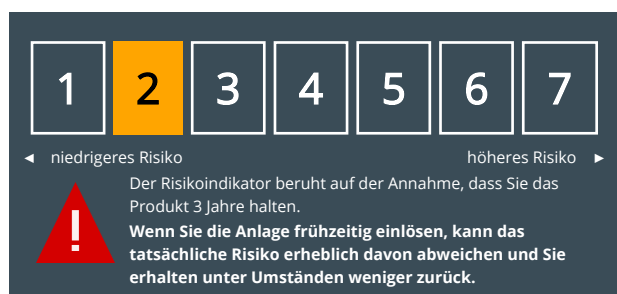 1 2 3 4 5 6 7
◄ niedrigeres Risiko höheres Risiko ►
Der Risikoindikator beruht auf der Annahme, dass Sie das
Produkt 3 Jahre halten.
Wenn Sie die Anlage frühzeitig einlösen, kann das
tatsächliche Risiko erheblich davon abweichen und Sie
erhalten unter Umständen weniger zurück.
!